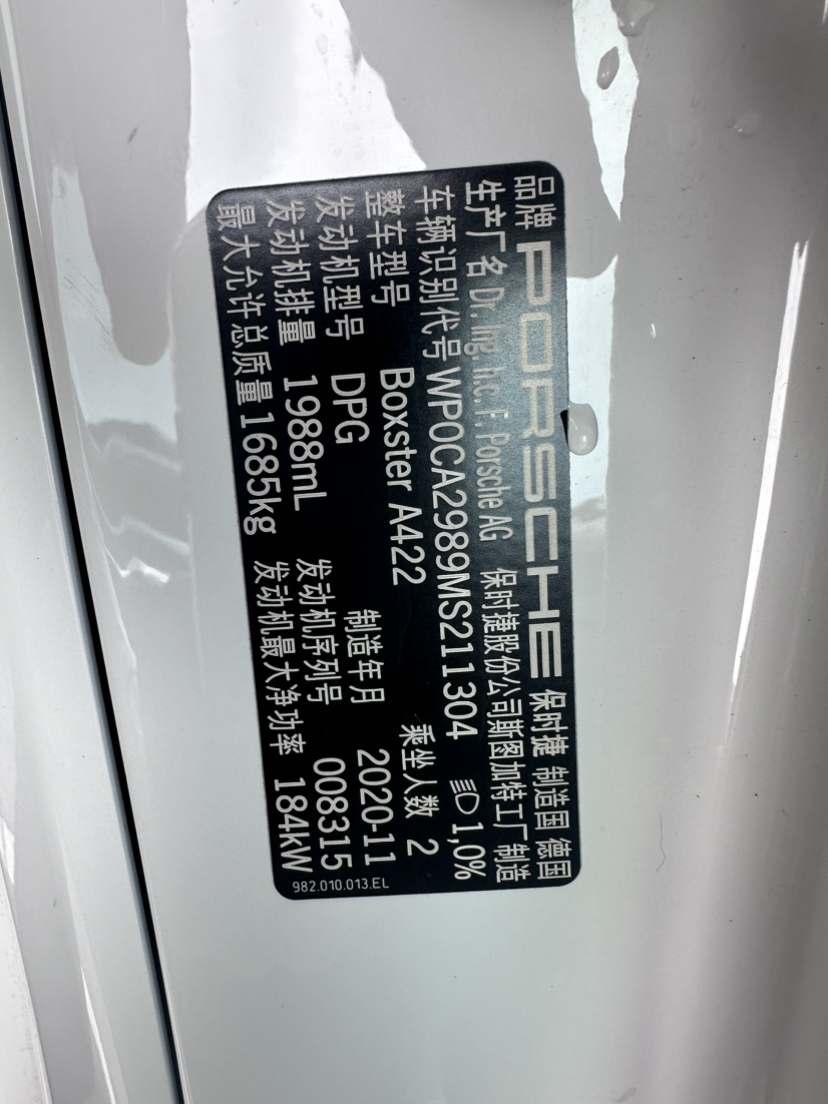 品牌 PORSCHE 保时捷 制造国 德国
生产厂名 Dr. Ing. h.c. F. Porsche AG 保时捷股份公司斯图加特工厂制造
车辆识别代号 WP0CA2989MS211304 1,0%
整车型号 Boxster A422 乘坐人数 2
发动机型号 DPG 制造年月 2020-11
发动机排量 1988mL 发动机序列号 008315
最大允许总质量 1685kg 发动机最大净功率 184kW
982.010.013.EL